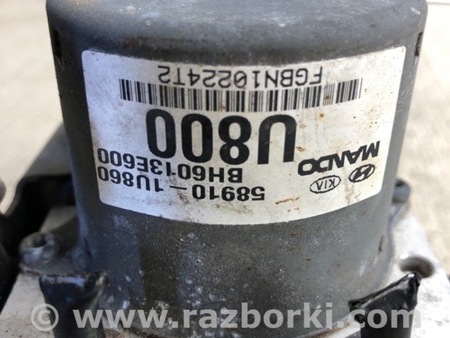 MANDO
KIA
58910-1U860
BH6013E600
U800
FGBN10224T2
www.razborki.com